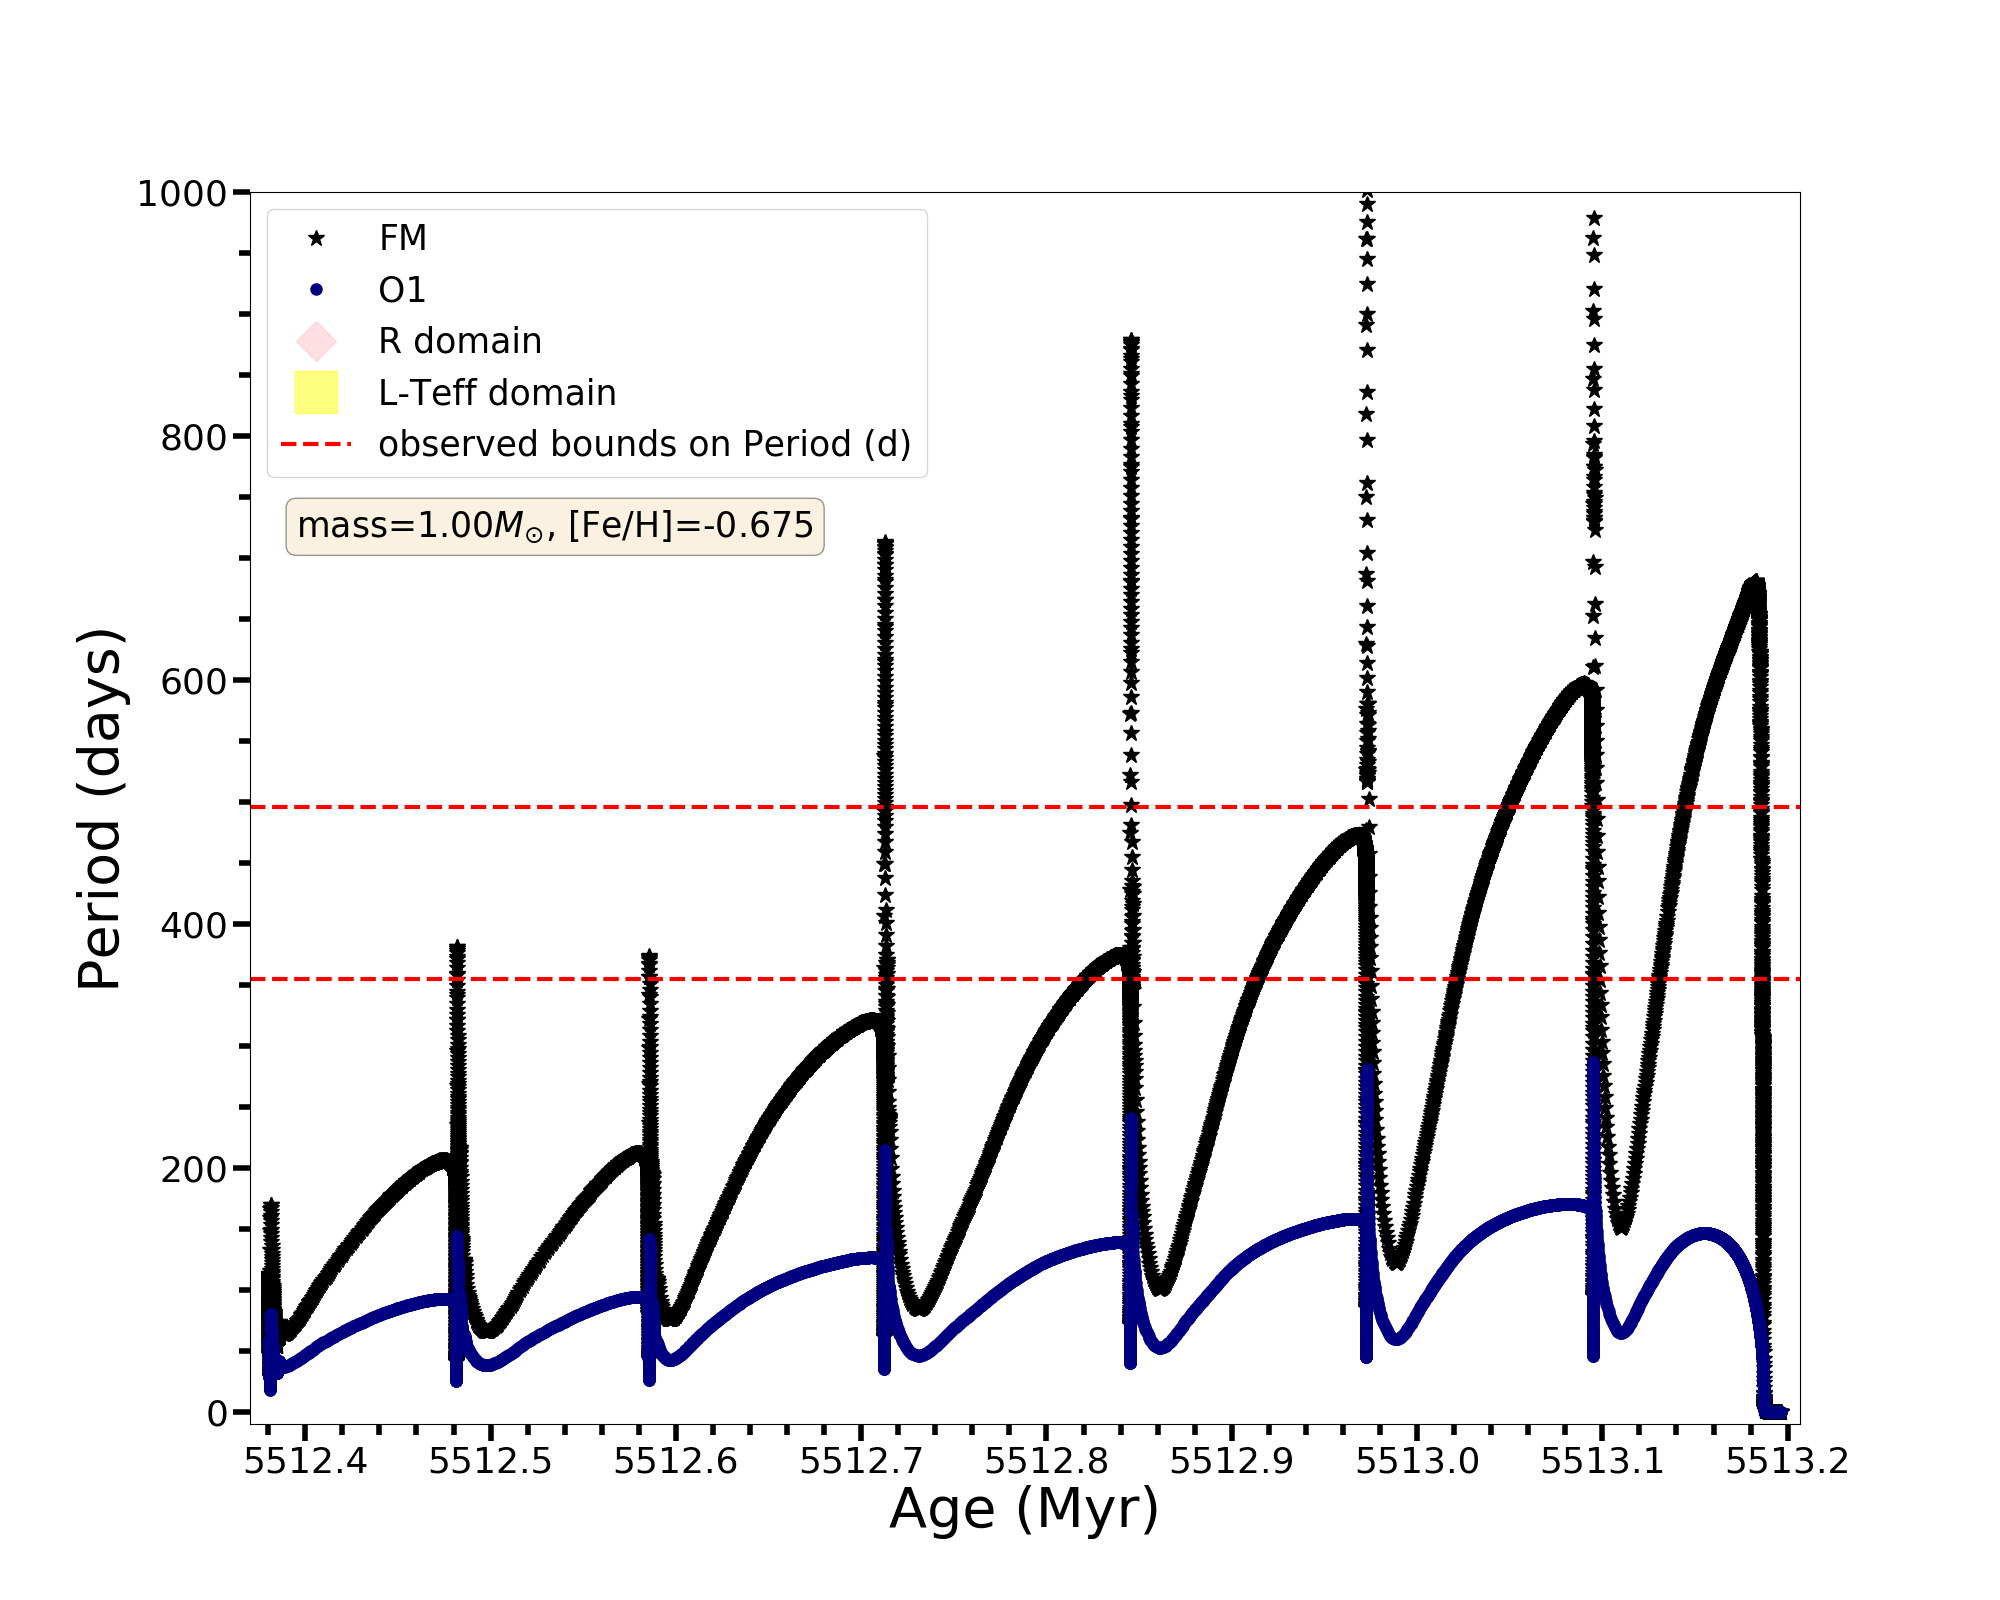 1000
800
600
400
200
0
Period (days)
FM
O1
R domain
L-Teff domain
observed bounds on Period (d)
mass=1.00M⊙, [Fe/H]=-0.675
5512.4 5512.5 5512.6 5512.7 5512.8 5512.9 5513.0 5513.1 5513.2
Age (Myr)